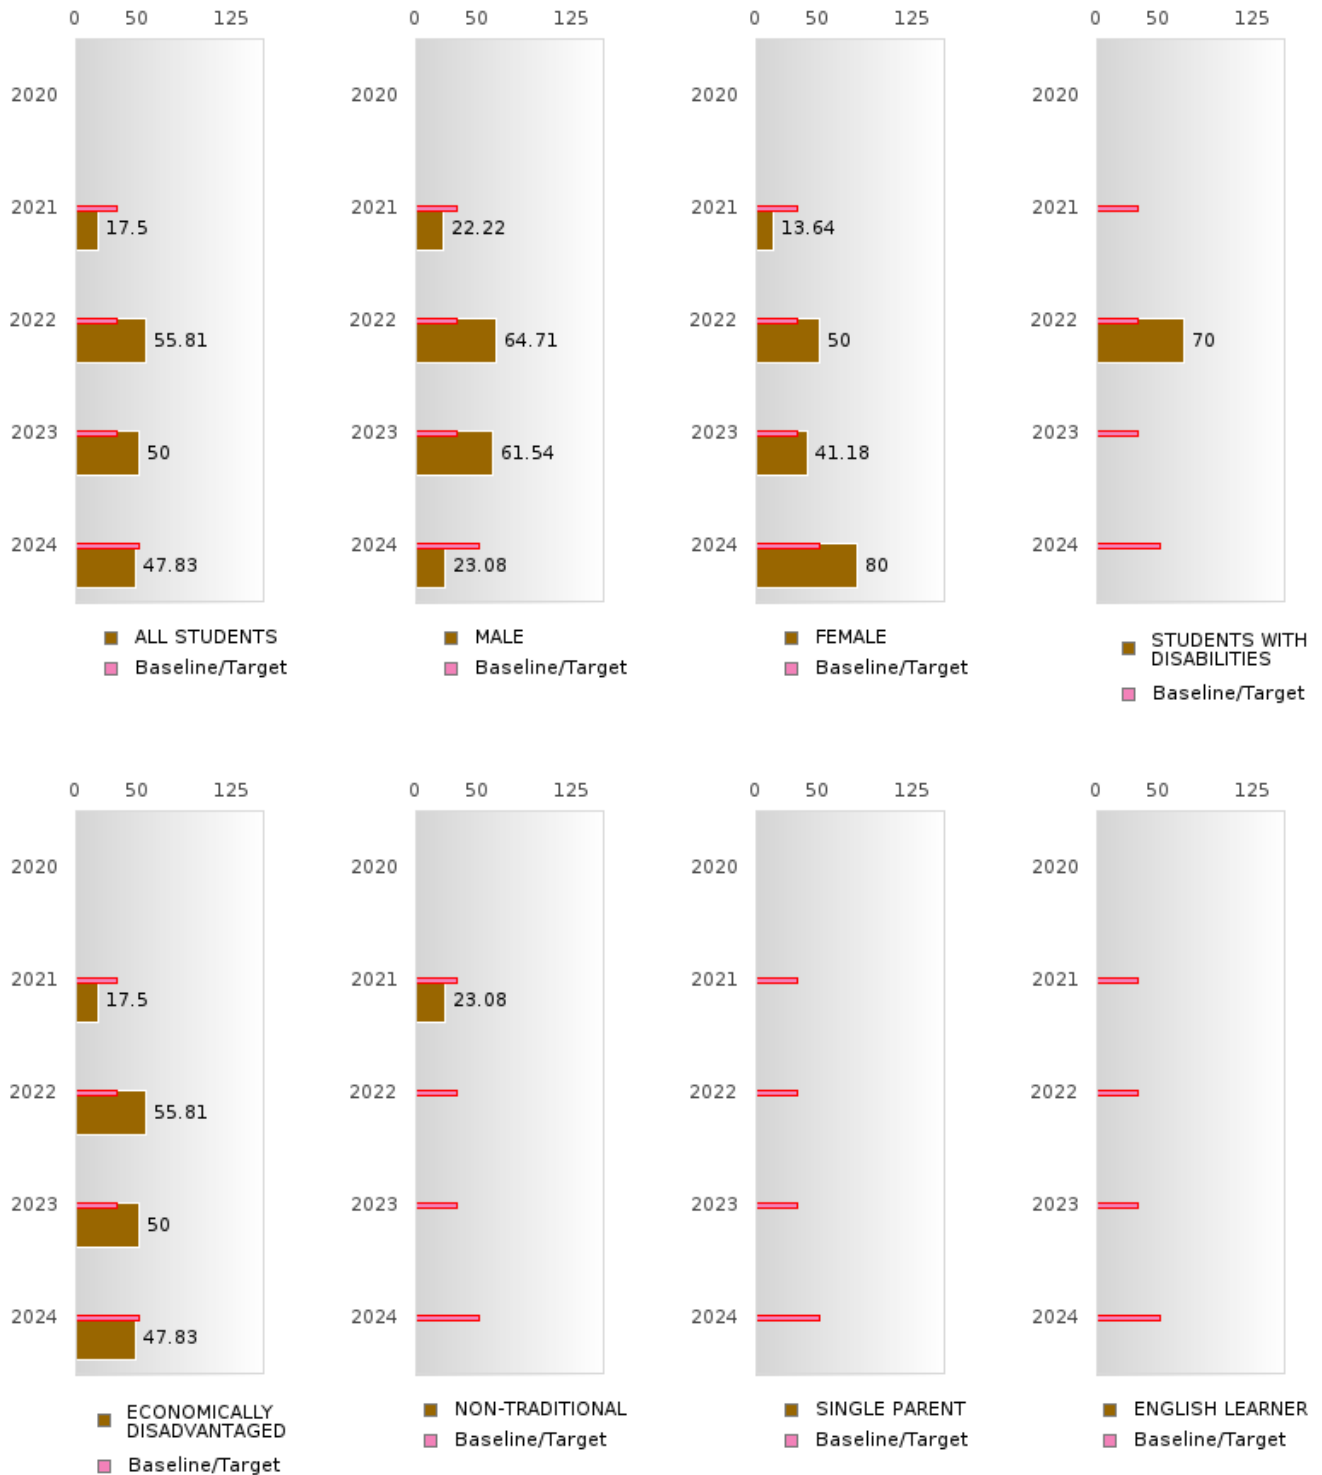 0 50 125
2020
2021
17.5
2022
55.81
2023
50
2024
47.83
ALL STUDENTS
Baseline/Target
0 50 125
2020
2021
22.22
2022
64.71
2023
61.54
2024
23.08
MALE
Baseline/Target
0 50 125
2020
2021
13.64
2022
50
2023
41.18
2024
80
FEMALE
Baseline/Target
0 50 125
2020
2021
2022
70
2023
2024
STUDENTS WITH
DISABILITIES
Baseline/Target
0 50 125
2020
2021
17.5
2022
55.81
2023
50
2024
47.83
ECONOMICALLY
DISADVANTAGED
Baseline/Target
0 50 125
2020
2021
23.08
2022
2023
2024
NON-TRADITIONAL
Baseline/Target
0 50 125
2020
2021
2022
2023
2024
SINGLE PARENT
Baseline/Target
0 50 125
2020
2021
2022
2023
2024
ENGLISH LEARNER
Baseline/Target